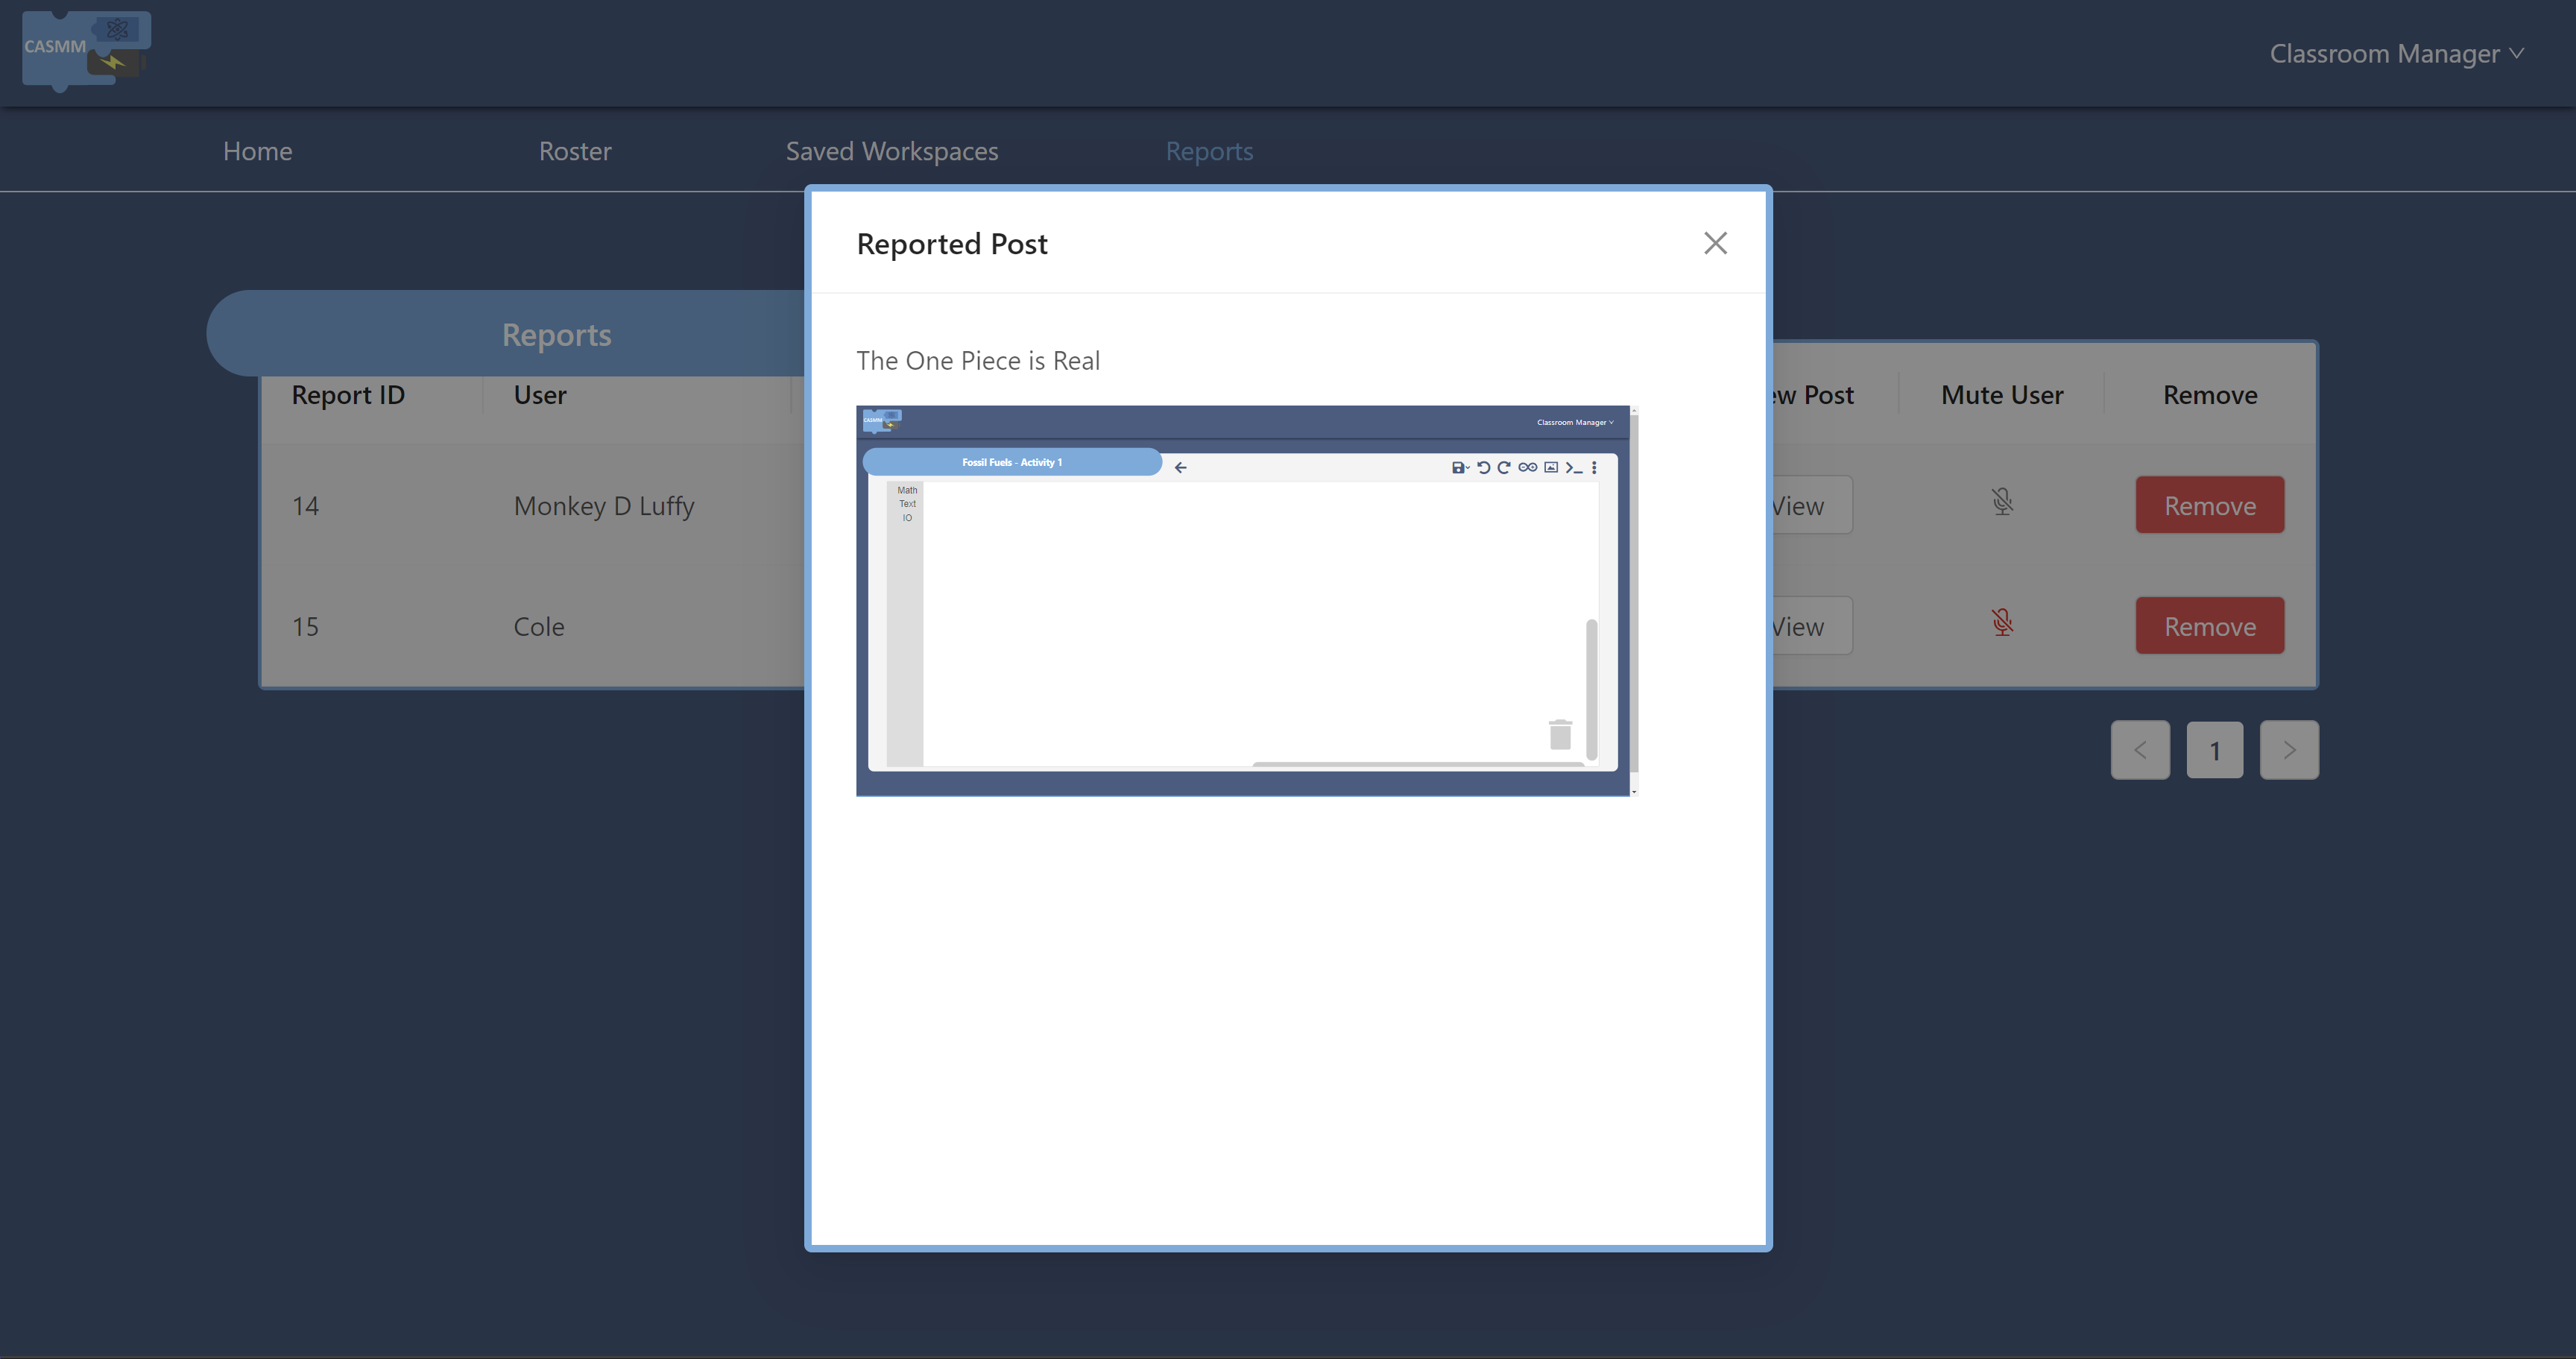 CASMM
Classroom Manager
Home Roster Saved Workspaces Reports
Reported Post
The One Piece is Real
CASMM
Classroom Manager
Fossil Fuels - Activity 1
Math
Text
IO
Reports
Report ID User ew Post Mute User Remove
14 Monkey D Luffy View Remove
15 Cole View Remove
1